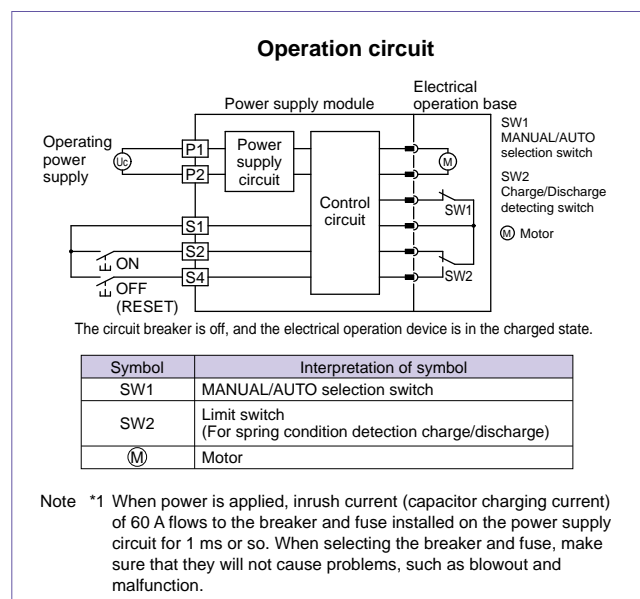 Operation circuit
Electrical
operation base
Power supply module
SW1
MANUAL/AUTO
selection switch
SW2
Charge/Discharge
detecting switch
Ⓜ Motor
Operating
power
supply
Uc
P1
P2
Power
supply
circuit
Control
circuit
M
SW1
SW2
S1
S2
S4
ON
OFF
(RESET)
The circuit breaker is off, and the electrical operation device is in the charged state.
Symbol Interpretation of symbol
SW1 MANUAL/AUTO selection switch
SW2 Limit switch
(For spring condition detection charge/discharge)
Ⓜ Motor
Note *1 When power is applied, inrush current (capacitor charging current)
of 60 A flows to the breaker and fuse installed on the power supply
circuit for 1 ms or so. When selecting the breaker and fuse, make
sure that they will not cause problems, such as blowout and
malfunction.